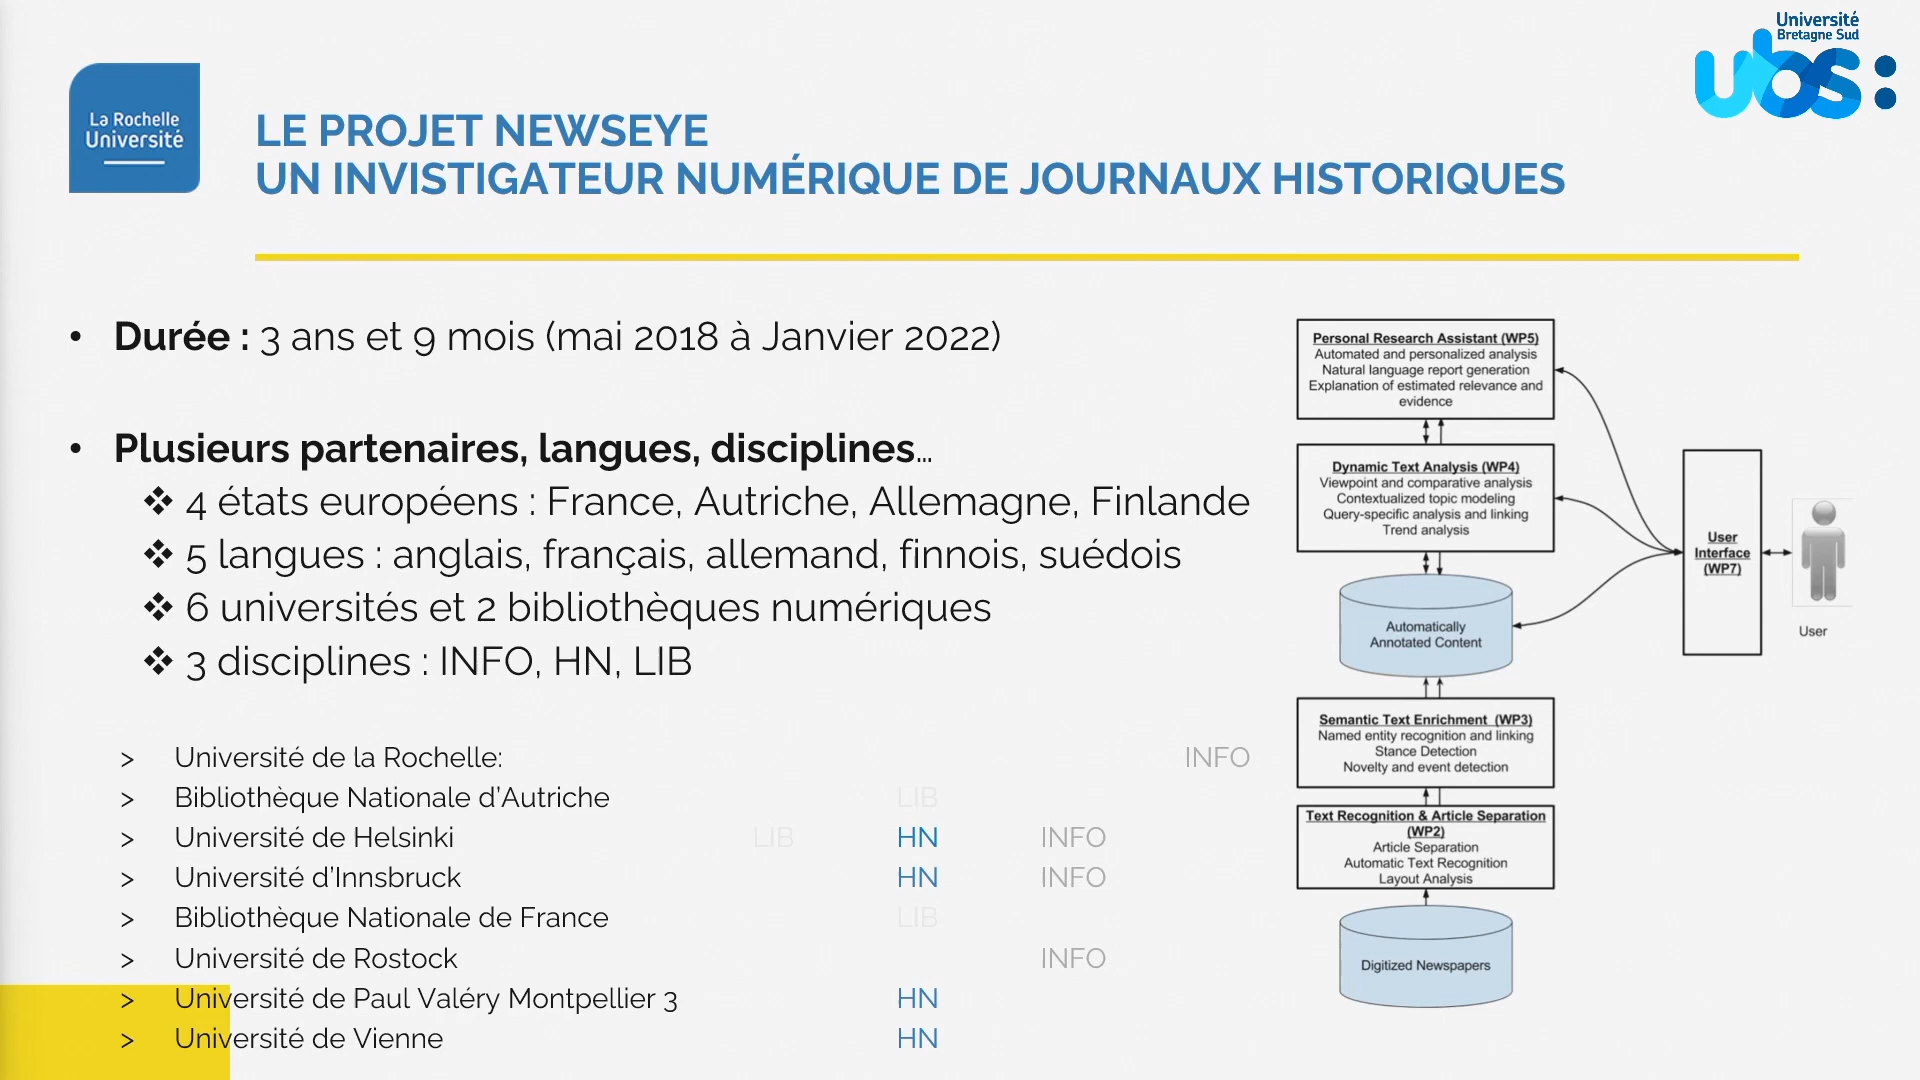 Université
Bretagne Sud
ubs:
La Rochelle
Université
LE PROJET NEWSEYE
UN INVISTIGATEUR NUMÉRIQUE DE JOURNAUX HISTORIQUES
• Durée : 3 ans et 9 mois (mai 2018 à Janvier 2022)
• Plusieurs partenaires, langues, disciplines...
❖ 4 états européens : France, Autriche, Allemagne, Finlande
❖ 5 langues : anglais, français, allemand, finnois, suédois
❖ 6 universités et 2 bibliothèques numériques
❖ 3 disciplines : INFO, HN, LIB
> Université de la Rochelle: INFO
> Bibliothèque Nationale d’Autriche LIB
> Université de Helsinki LIB HN INFO
> Université d’Innsbruck HN INFO
> Bibliothèque Nationale de France LIB
> Université de Rostock INFO
> Université de Paul Valéry Montpellier 3 HN
> Université de Vienne HN
Personal Research Assistant (WP5)
Automated and personalized analysis
Natural language report generation
Explanation of estimated relevance and
evidence
Dynamic Text Analysis (WP4)
Viewpoint and comparative analysis
Contextualized topic modeling
Query-specific analysis and linking
Trend analysis
Automatically
Annotated Content
Semantic Text Enrichment (WP3)
Named entity recognition and linking
Stance Detection
Novelty and event detection
Text Recognition & Article Separation
(WP2)
Article Separation
Automatic Text Recognition
Layout Analysis
Digitized Newspapers
User
Interface
(WP7)
User